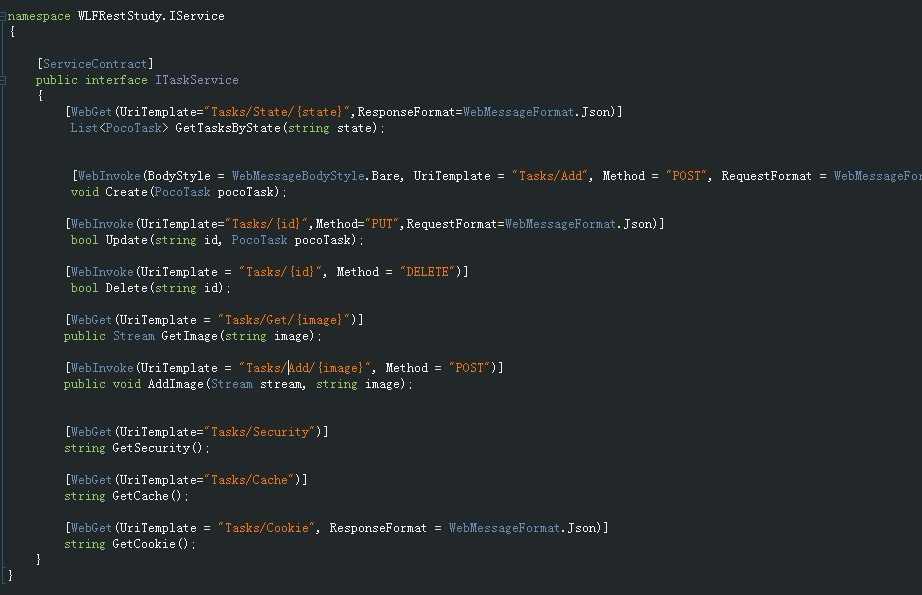 namespace WLFRestStudy.IService
{
[ServiceContract]
public interface ITaskService
{
[WebGet(UriTemplate="Tasks/State/{state}",ResponseFormat=WebMessageFormat.Json)]
List<PocoTask> GetTasksByState(string state);
[WebInvoke(BodyStyle = WebMessageBodyStyle.Bare, UriTemplate = "Tasks/Add", Method = "POST", RequestFormat = WebMessageFor
void Create(PocoTask pocoTask);
[WebInvoke(UriTemplate="Tasks/{id}",Method="PUT",RequestFormat=WebMessageFormat.Json)]
bool Update(string id, PocoTask pocoTask);
[WebInvoke(UriTemplate = "Tasks/{id}", Method = "DELETE")]
bool Delete(string id);
[WebGet(UriTemplate = "Tasks/Get/{image}")]
public Stream GetImage(string image);
[WebInvoke(UriTemplate = "Tasks/Add/{image}", Method = "POST")]
public void AddImage(Stream stream, string image);
[WebGet(UriTemplate="Tasks/Security")]
string GetSecurity();
[WebGet(UriTemplate="Tasks/Cache")]
string GetCache();
[WebGet(UriTemplate = "Tasks/Cookie", ResponseFormat = WebMessageFormat.Json)]
string GetCookie();
}
}